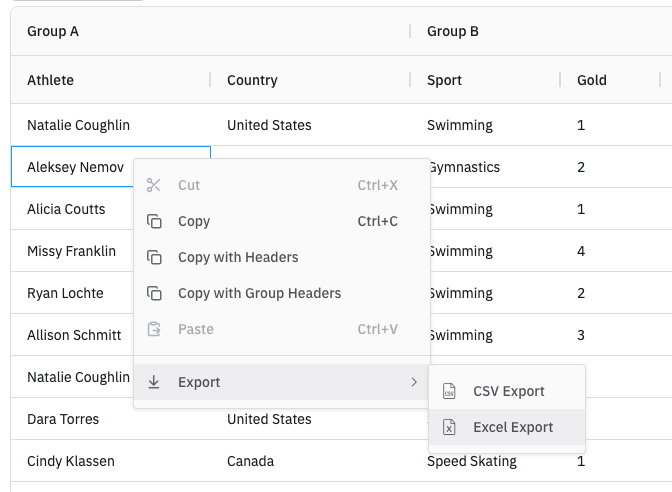 Group A Group B
Athlete Country Sport Gold
Natalie Coughlin United States Swimming 1
Aleksey Nemov Gymnastics 2
Cut Ctrl+X
Alicia Coutts Swimming 1
Copy Ctrl+C
Missy Franklin Swimming 4
Copy with Headers
Ryan Lochte Swimming 2
Copy with Group Headers
Allison Schmitt Swimming 3
Paste Ctrl+V
Natalie Coughlin
Export
CSV CSV Export
Dara Torres United States
X Excel Export
Cindy Klassen Canada Speed Skating 1